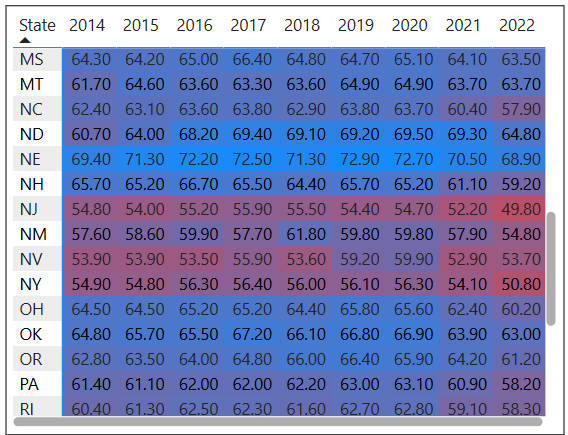 State 2014 2015 2016 2017 2018 2019 2020 2021 2022
MS 64.30 64.20 65.00 66.40 64.80 64.70 65.10 64.10 63.50
MT 61.70 64.60 63.60 63.30 63.60 64.90 64.90 63.70 63.70
NC 62.40 63.10 63.60 63.80 62.90 63.80 63.70 60.40 57.90
ND 60.70 64.00 68.20 69.40 69.10 69.20 69.50 69.30 64.80
NE 69.40 71.30 72.20 72.50 71.30 72.90 72.70 70.50 68.90
NH 65.70 65.20 66.70 65.50 64.40 65.70 65.20 61.10 59.20
NJ 54.80 54.00 55.20 55.90 55.50 54.40 54.70 52.20 49.80
NM 57.60 58.60 59.90 57.70 61.80 59.80 59.80 57.90 54.80
NV 53.90 53.90 53.50 55.90 53.60 59.20 59.90 52.90 53.70
NY 54.90 54.80 56.30 56.40 56.00 56.10 56.30 54.10 50.80
OH 64.50 64.50 65.20 65.20 64.40 65.80 65.60 62.40 60.20
OK 64.80 65.70 65.50 67.20 66.10 66.80 66.90 63.90 63.00
OR 62.80 63.50 64.00 64.80 66.00 66.40 65.90 64.20 61.20
PA 61.40 61.10 62.00 62.00 62.20 63.00 63.10 60.90 58.20
RI 60.40 61.30 62.50 62.30 61.60 62.70 62.80 59.10 58.30